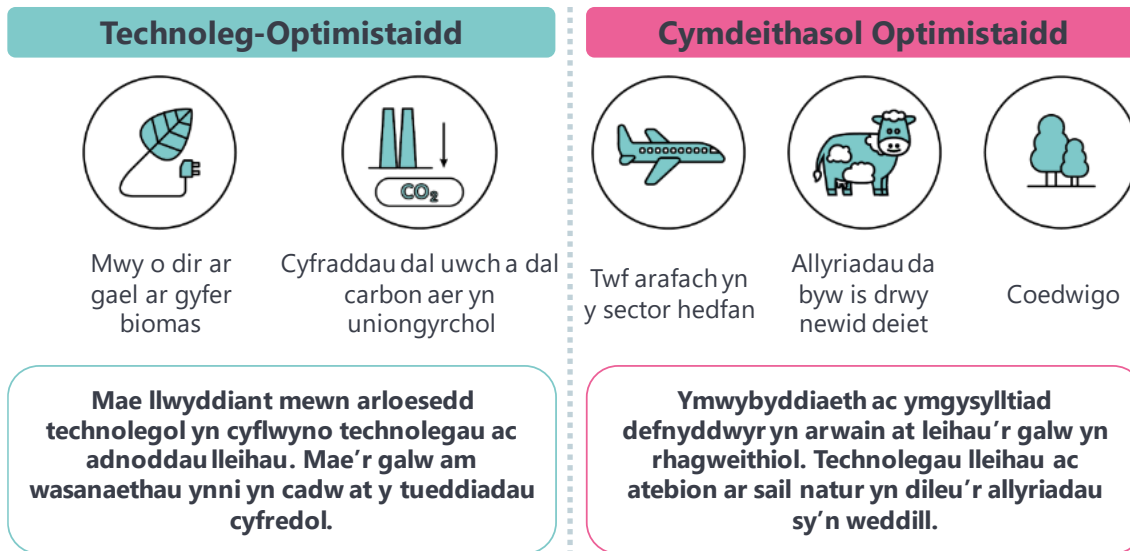 Technoleg-Optimistaidd
CO₂
Mwy o dir ar
gael ar gyfer
biomas
Cyfraddau dal uwch a dal
carbon aer yn
uniongyrchol
Mae llwyddiant mewn arloesedd
technolegol yn cyflwyno technolegau ac
adnoddau lleihau. Mae’r galw am
wasanaethau ynni yn cadw at y tueddiadau
cyfredol.
Cymdeithasol Optimistaidd
Twf arafach yn
y sector hedfan
Allyriadau da
byw is drwy
newid deiet
Coedwigo
Ymwybyddiaeth ac ymgysylltiad
defnyddwyr yn arwain at leihau’r galw yn
rhagweithiol. Technolegau lleihau ac
atebion ar sail natur yn dileu’r allyriadau
sy’n weddill.